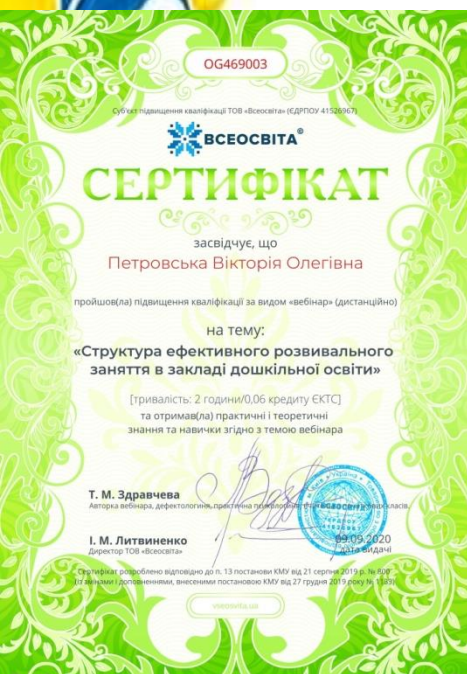 OG469003
Суб'єкт підвищення кваліфікації ТОВ «Всеосвіта» (ЄДРПОУ 41526967)
ВСЕОСВІТА®
СЕРТИФІКАТ
засвідчує, що
Петровська Вікторія Олегівна
пройшов(ла) підвищення кваліфікації за видом «вебінар» (дистанційно)
на тему:
«Структура ефективного розвивального
заняття в закладі дошкільної освіти»
[тривалість: 2 години/0,06 кредиту ЄКТС]
та отримав(ла) практичні і теоретичні
знання та навички згідно з темою вебінара
Т. М. Здравчева
Авторка вебінара, дефектологиня, практична класів.
І. М. Литвиненко
Директор ТОВ «Всеосвіта»
09.09.2020
дата видачі
Сертифікат розроблено відповідно до п. 13 постанови КМУ від 21 серпня 2019 р. № 800
(із змінами і доповненнями, внесеними постановою КМУ від 27 грудня 2019 року № 1133)
vseosvita.ua